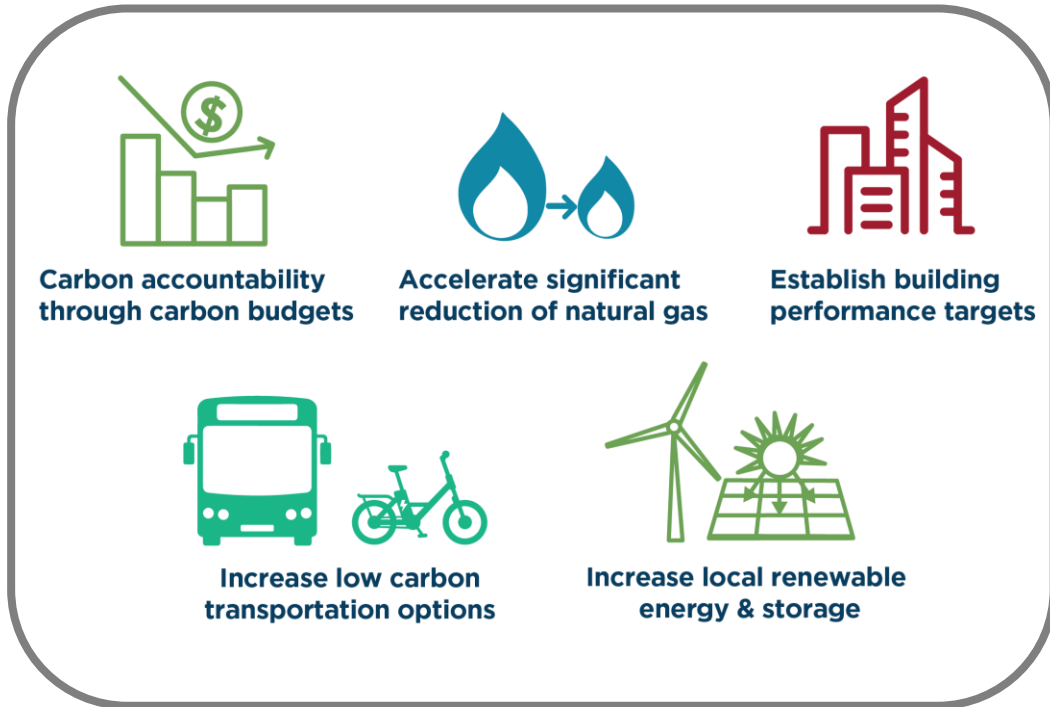 $
Carbon accountability
through carbon budgets
Accelerate significant
reduction of natural gas
Establish building
performance targets
Increase low carbon
transportation options
Increase local renewable
energy & storage